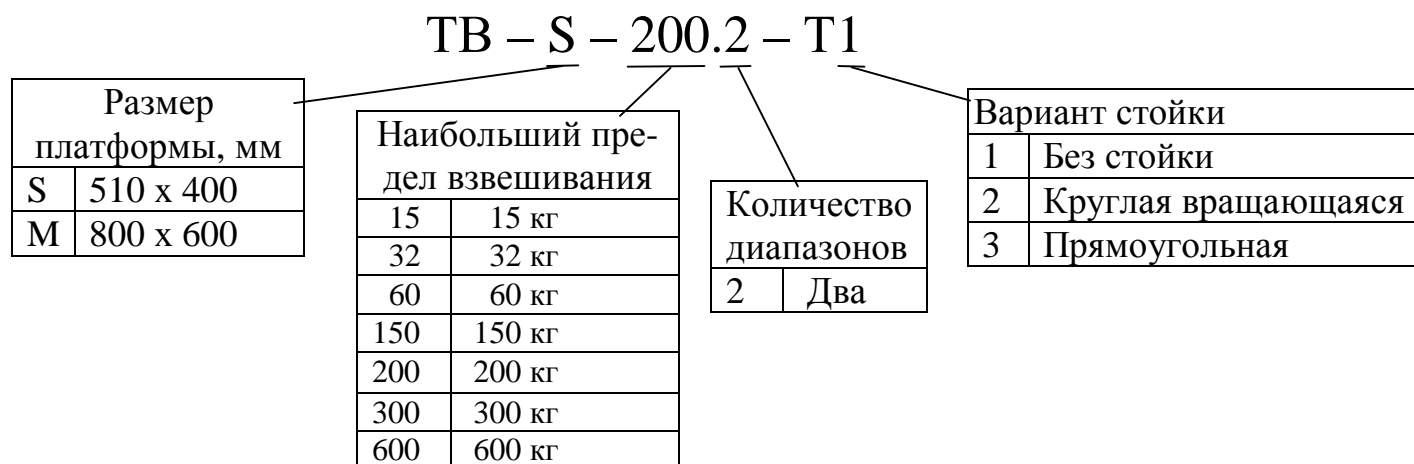 ТВ – S – 200.2 – Т1
Размер
платформы, мм
S 510 x 400
M 800 x 600
Наибольший пре-
дел взвешивания
15 15 кг
32 32 кг
60 60 кг
150 150 кг
200 200 кг
300 300 кг
600 600 кг
Количество
диапазонов
2 Два
Вариант стойки
1 Без стойки
2 Круглая вращающаяся
3 Прямоугольная